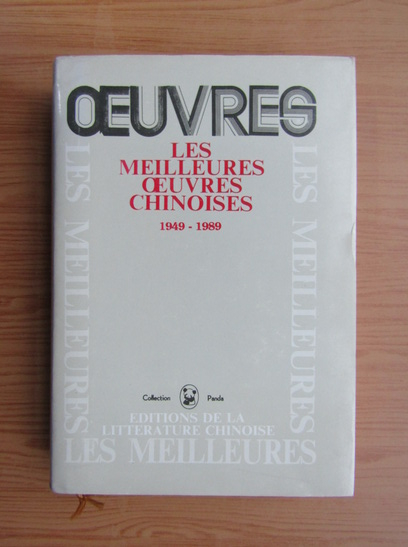 ŒUVRES
LES
MEILLEURES
ŒUVRES
CHINOISES
1949 - 1989
LES MEILLEURES
LES MEILLEURES
Collection Panda
EDITIONS DE LA
LITTERATURE CHINOISE
LES MEILLEURES